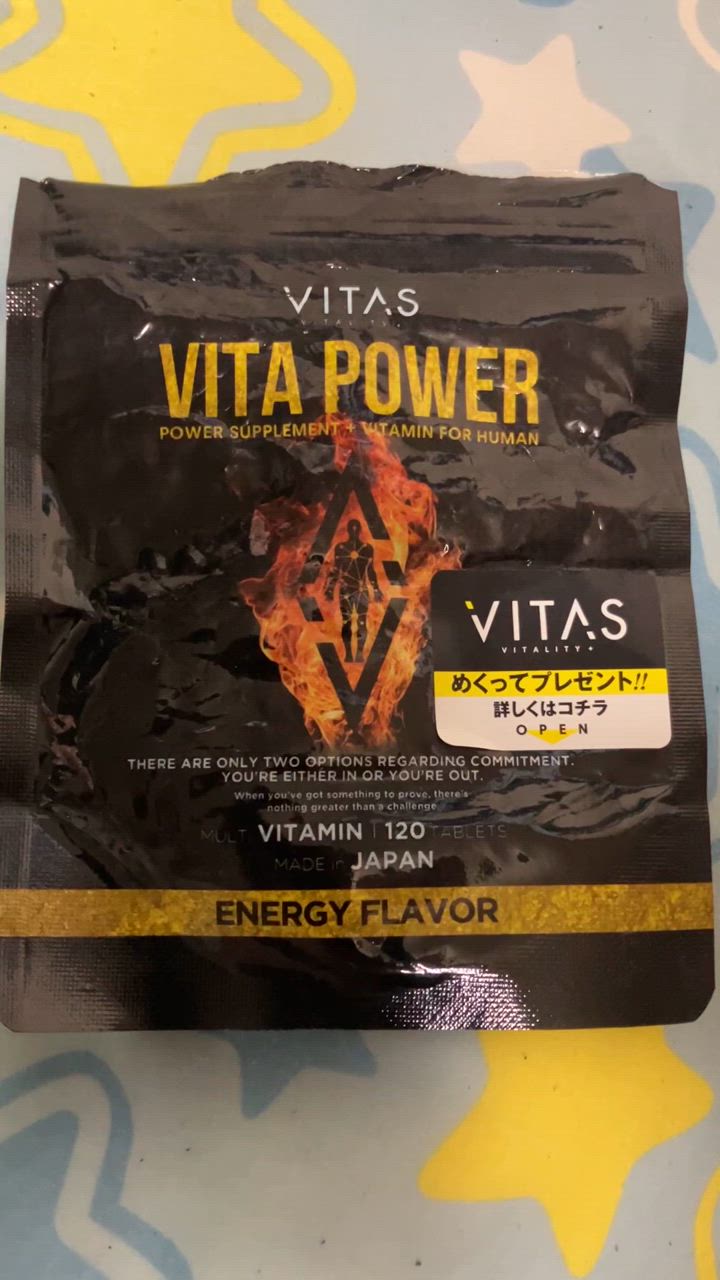 VITAS
VITALITY+
VITA POWER
POWER SUPPLEMENT + VITAMIN FOR HUMAN
VITAS
VITALITY+
めくってプレゼント!!
詳しくはコチラ
OPEN
THERE ARE ONLY TWO OPTIONS REGARDING COMMITMENT.
YOU'RE EITHER IN OR YOU'RE OUT.
When you've got something to prove, there's
nothing greater than a challenge
MULTI VITAMIN | 120 TABLETS
MADE in JAPAN
ENERGY FLAVOR